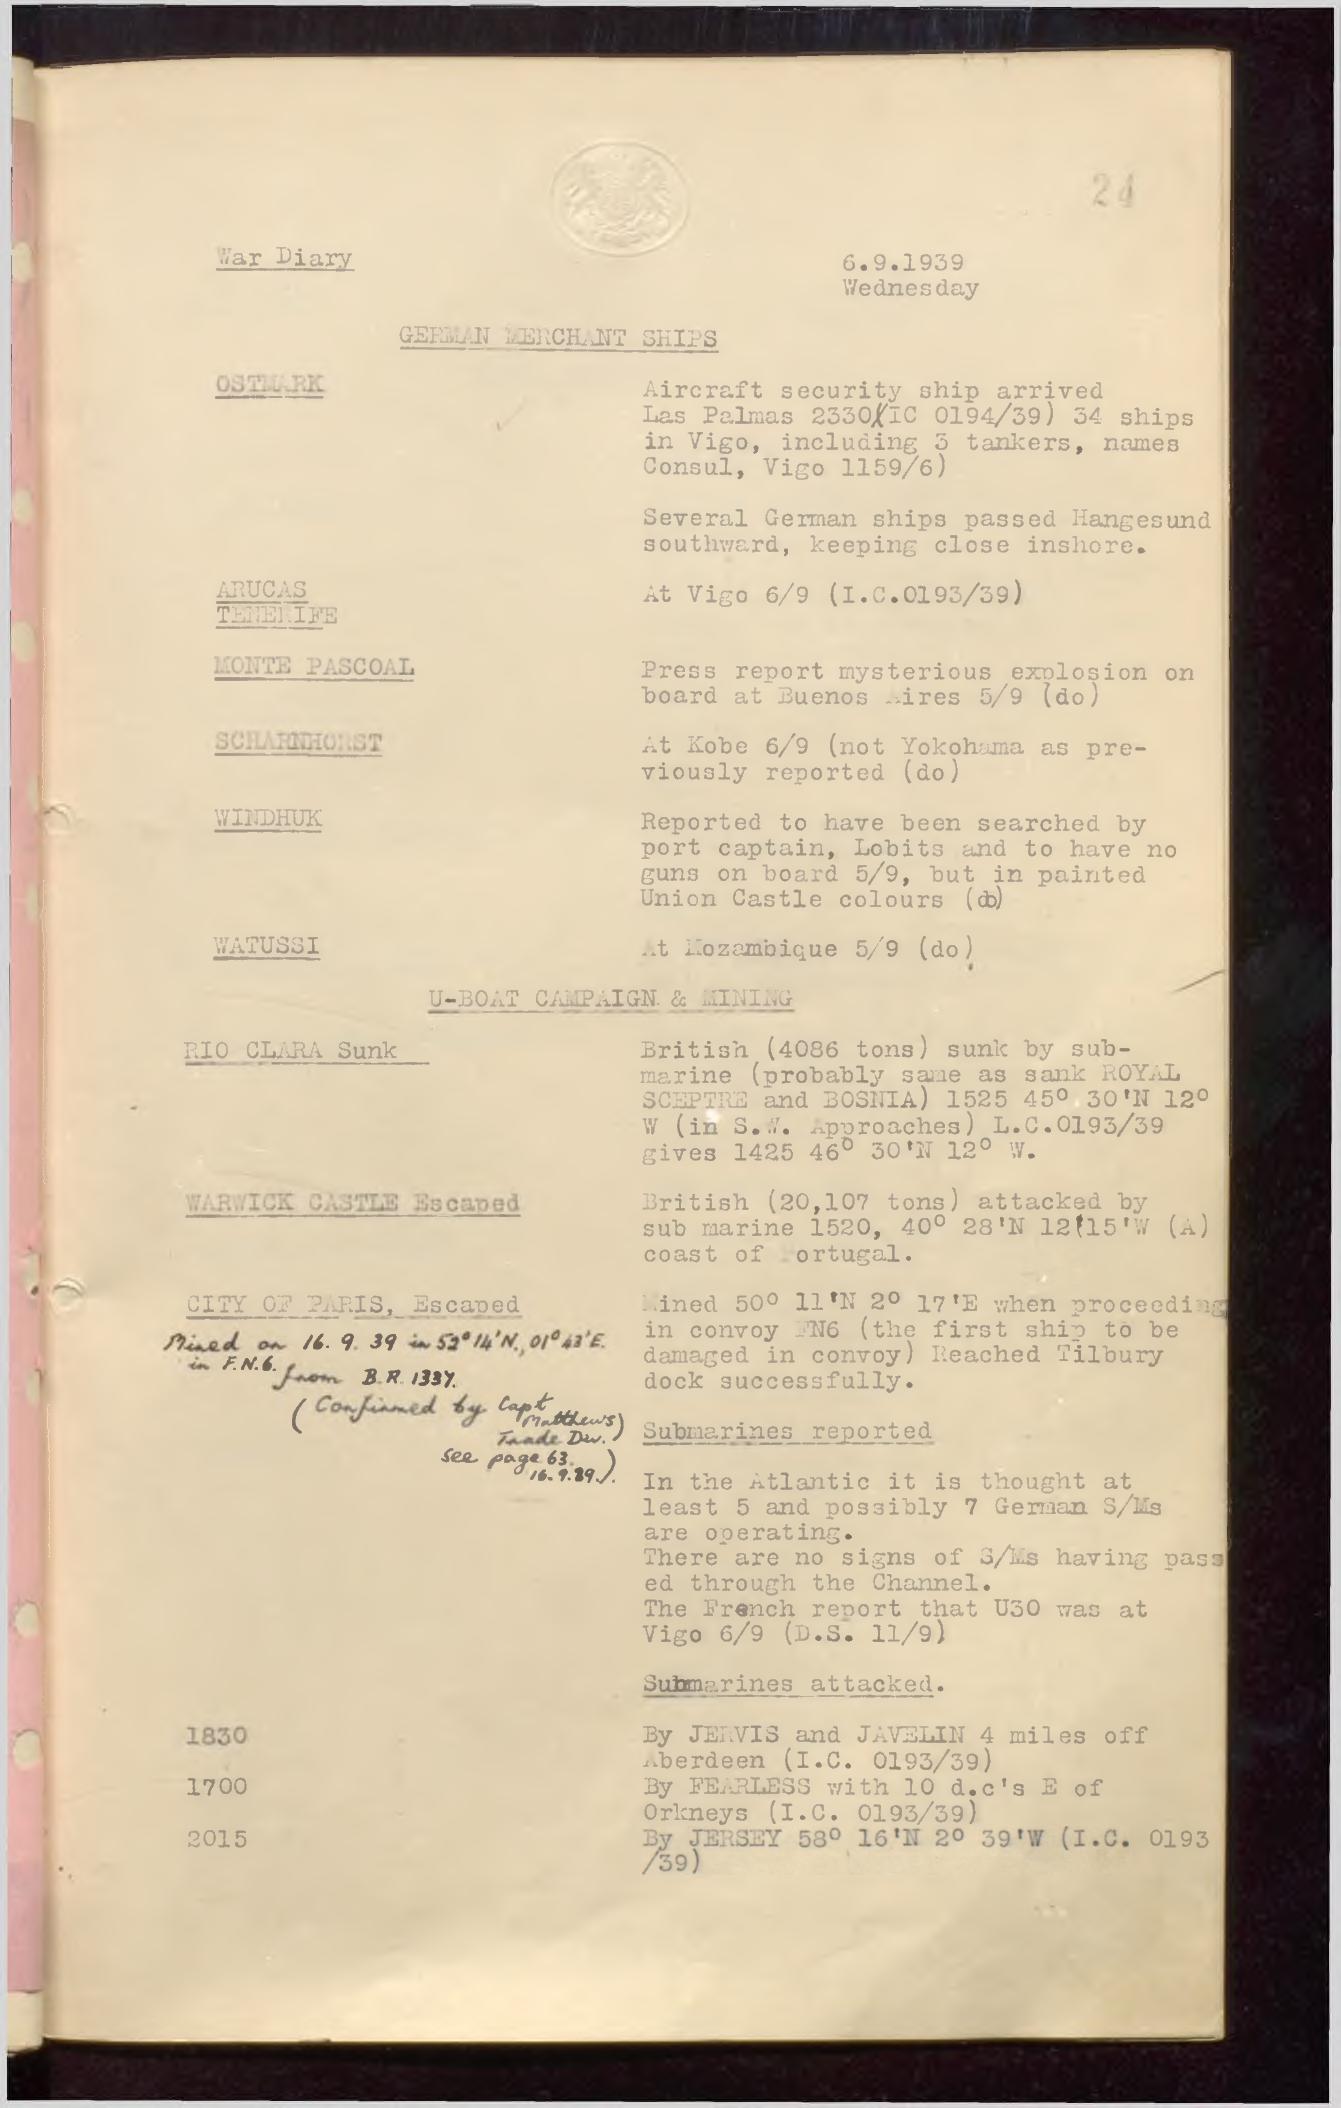 24
War Diary
6.9.1939
Wednesday
GERMAN MERCHANT SHIPS
OSTMARK
Aircraft security ship arrived
Las Palmas 2330/(IC 0194/39) 34 ships
in Vigo, including 3 tankers, names
Consul, Vigo 1159/6)
Several German ships passed Hangesund
southward, keeping close inshore.
ARUCAS
TENERIFE
At Vigo 6/9 (I.C.0193/39)
MONTE PASCOAL
Press report mysterious explosion on
board at Buenos Aires 5/9 (do)
SCHARNHORST
At Kobe 6/9 (not Yokohama as pre-
viously reported (do)
WINDHUK
Reported to have been searched by
port captain, Lobits and to have no
guns on board 5/9, but in painted
Union Castle colours (do)
WATUSSI
At Mozambique 5/9 (do)
U-BOAT CAMPAIGN & MINING
RIO CLARA Sunk
British (4086 tons) sunk by sub-
marine (probably same as sank ROYAL
SCEPTRE and BOSNIA) 1525 45° 30'N 12°
W (in S.W. Approaches) L.C.0193/39
gives 1425 46° 30'N 12° W.
WARWICK CASTLE Escaped
British (20,107 tons) attacked by
sub marine 1520, 40° 28'N 12°15'W (A)
coast of Portugal.
CITY OF PARIS, Escaped
Mined 50° 11'N 2° 17'E when proceeding
in convoy FN6 (the first ship to be
damaged in convoy) Reached Tilbury
dock successfully.
Mined on 16.9.39 in 52°14'N., 01°43'E.
in F.N.6. from B.R. 1337.
(Confirmed by Capt
Matthews)
Trade Div.
See page 63.
16.9.39.)
Submarines reported
In the Atlantic it is thought at
least 5 and possibly 7 German S/Ms
are operating.
There are no signs of S/Ms having pass
ed through the Channel.
The French report that U30 was at
Vigo 6/9 (D.S. 11/9)
Submarines attacked.
1830
By JERVIS and JAVELIN 4 miles off
Aberdeen (I.C. 0193/39)
1700
By FEARLESS with 10 d.c's E of
Orkneys (I.C. 0193/39)
2015
By JERSEY 58° 16'N 2° 39'W (I.C. 0193
/39)